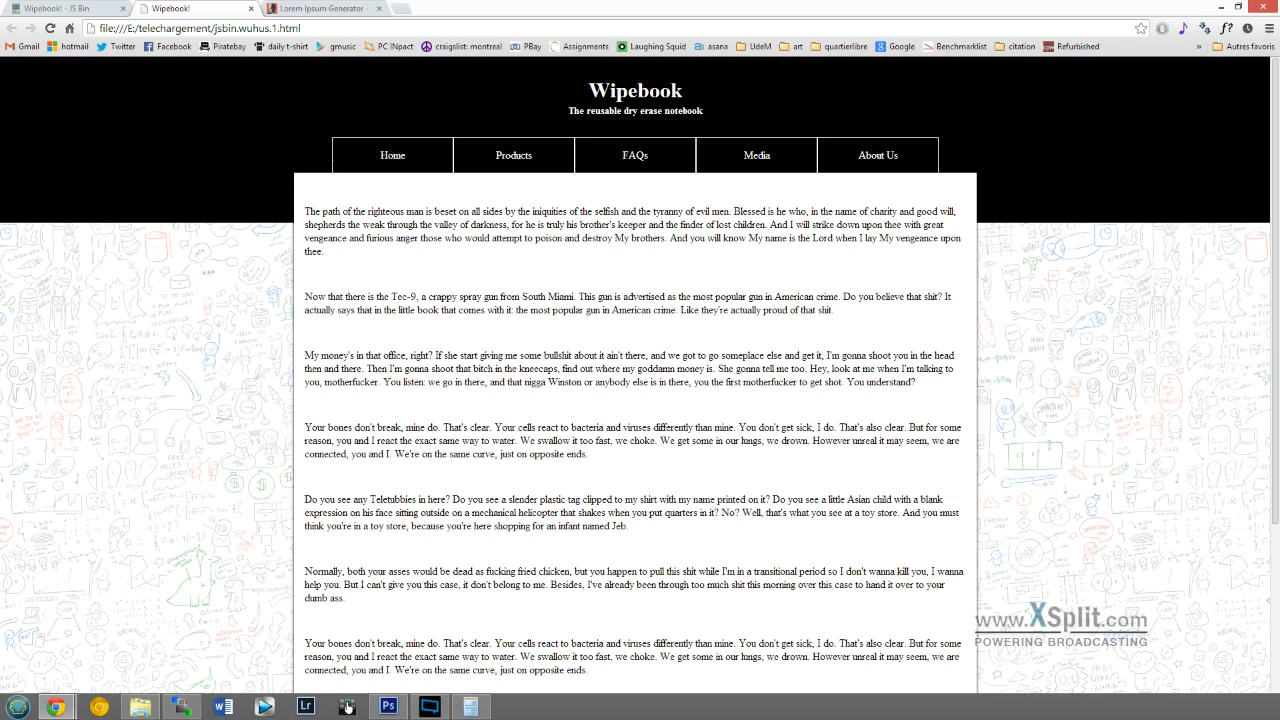 Wipebook! - JS Bin
Wipebook!
Lorem Ipsum Generator -
file:///E:/telechargement/jsbin.wuhus.1.html
Gmail hotmail Twitter Facebook Piratebay daily t-shirt gmusic PC INpact craigslist: montreal PBay Assignments Laughing Squid asana UdeM art quartierlibre Google Benchmarklist citation Refurbished » Autres favoris
Wipebook
The reusable dry erase notebook
Home Products FAQs Media About Us
The path of the righteous man is beset on all sides by the iniquities of the selfish and the tyranny of evil men. Blessed is he who, in the name of charity and good will,
shepherds the weak through the valley of darkness, for he is truly his brother's keeper and the finder of lost children. And I will strike down upon thee with great
vengeance and furious anger those who would attempt to poison and destroy My brothers. And you will know My name is the Lord when I lay My vengeance upon
thee.
Now that there is the Tec-9, a crappy spray gun from South Miami. This gun is advertised as the most popular gun in American crime. Do you believe that shit? It
actually says that in the little book that comes with it: the most popular gun in American crime. Like they're actually proud of that shit.
My money's in that office, right? If she start giving me some bullshit about it ain't there, and we got to go someplace else and get it, I'm gonna shoot you in the head
then and there. Then I'm gonna shoot that bitch in the kneecaps, find out where my goddamn money is. She gonna tell me too. Hey, look at me when I'm talking to
you, motherfucker. You listen: we go in there, and that nigga Winston or anybody else is in there, you the first motherfucker to get shot. You understand?
Your bones don't break, mine do. That's clear. Your cells react to bacteria and viruses differently than mine. You don't get sick, I do. That's also clear. But for some
reason, you and I react the exact same way to water. We swallow it too fast, we choke. We get some in our lungs, we drown. However unreal it may seem, we are
connected, you and I. We're on the same curve, just on opposite ends.
Do you see any Teletubbies in here? Do you see a slender plastic tag clipped to my shirt with my name printed on it? Do you see a little Asian child with a blank
expression on his face sitting outside on a mechanical helicopter that shakes when you put quarters in it? No? Well, that's what you see at a toy store. And you must
think you're in a toy store, because you're here shopping for an infant named Jeb.
Normally, both your asses would be dead as fucking fried chicken, but you happen to pull this shit while I'm in a transitional period so I don't wanna kill you, I wanna
help you. But I can't give you this case, it don't belong to me. Besides, I've already been through too much shit this morning over this case to hand it over to your
dumb ass.
Your bones don't break, mine do. That's clear. Your cells react to bacteria and viruses differently than mine. You don't get sick, I do. That's also clear. But for some
reason, you and I react the exact same way to water. We swallow it too fast, we choke. We get some in our lungs, we drown. However unreal it may seem, we are
connected, you and I. We're on the same curve, just on opposite ends.
www.XSplit.com
POWERING BROADCASTING